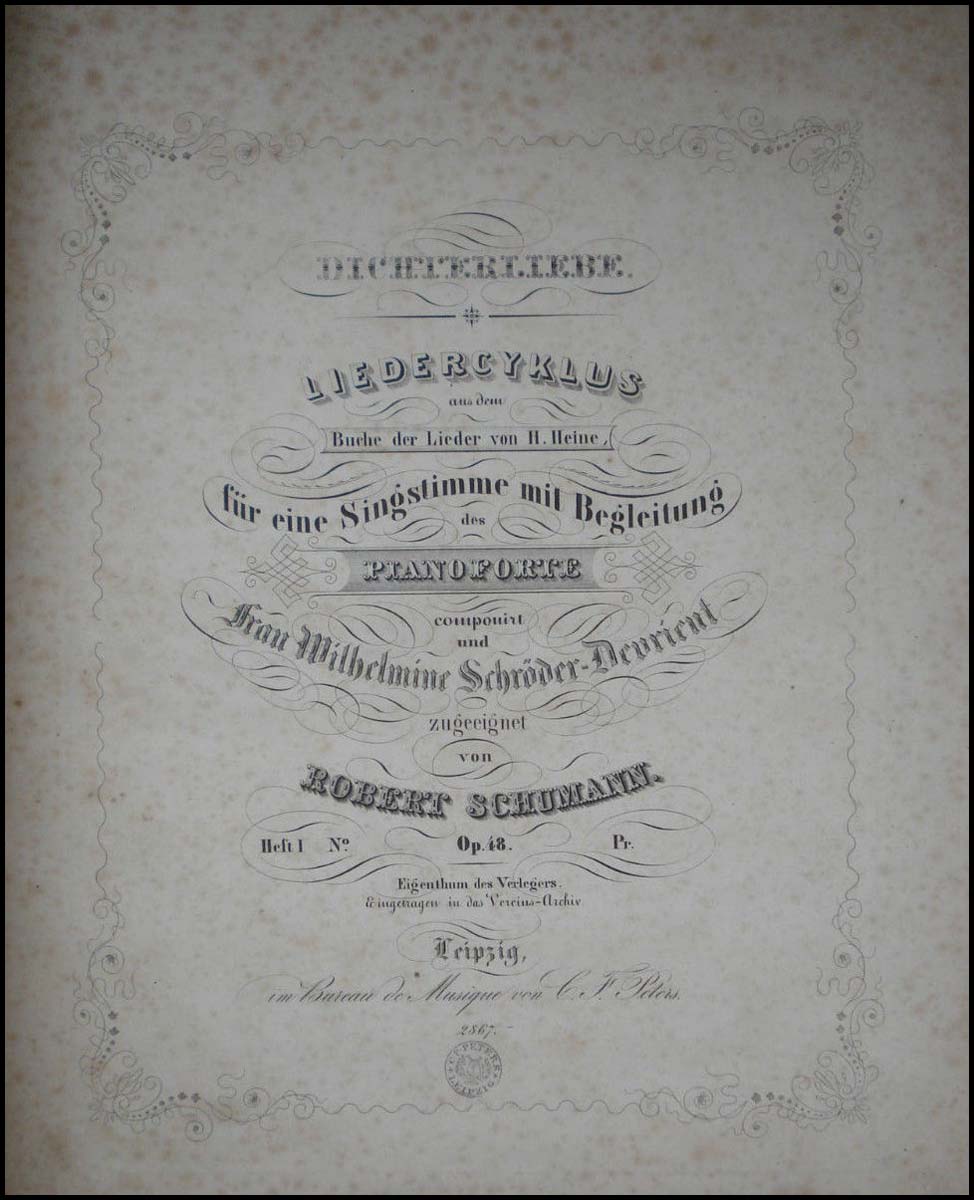 DICHTERLIEBE.
LIEDERCYKLUS
aus dem
Buche der Lieder von H. Heine,
für eine Singstimme mit Begleitung
des
PIANOFORTE
componirt
und
Frau Wilhelmine Schröder-Devrient
zugeeignet
von
ROBERT SCHUMANN.
Heft I Nº Op. 48. Pr.
Eigenthum des Verlegers.
Eingetragen in das Vereins-Archiv
Leipzig,
im Bureau de Musique von C. F. Peters.
2867.
C. F. PETERS
LEIPZIG